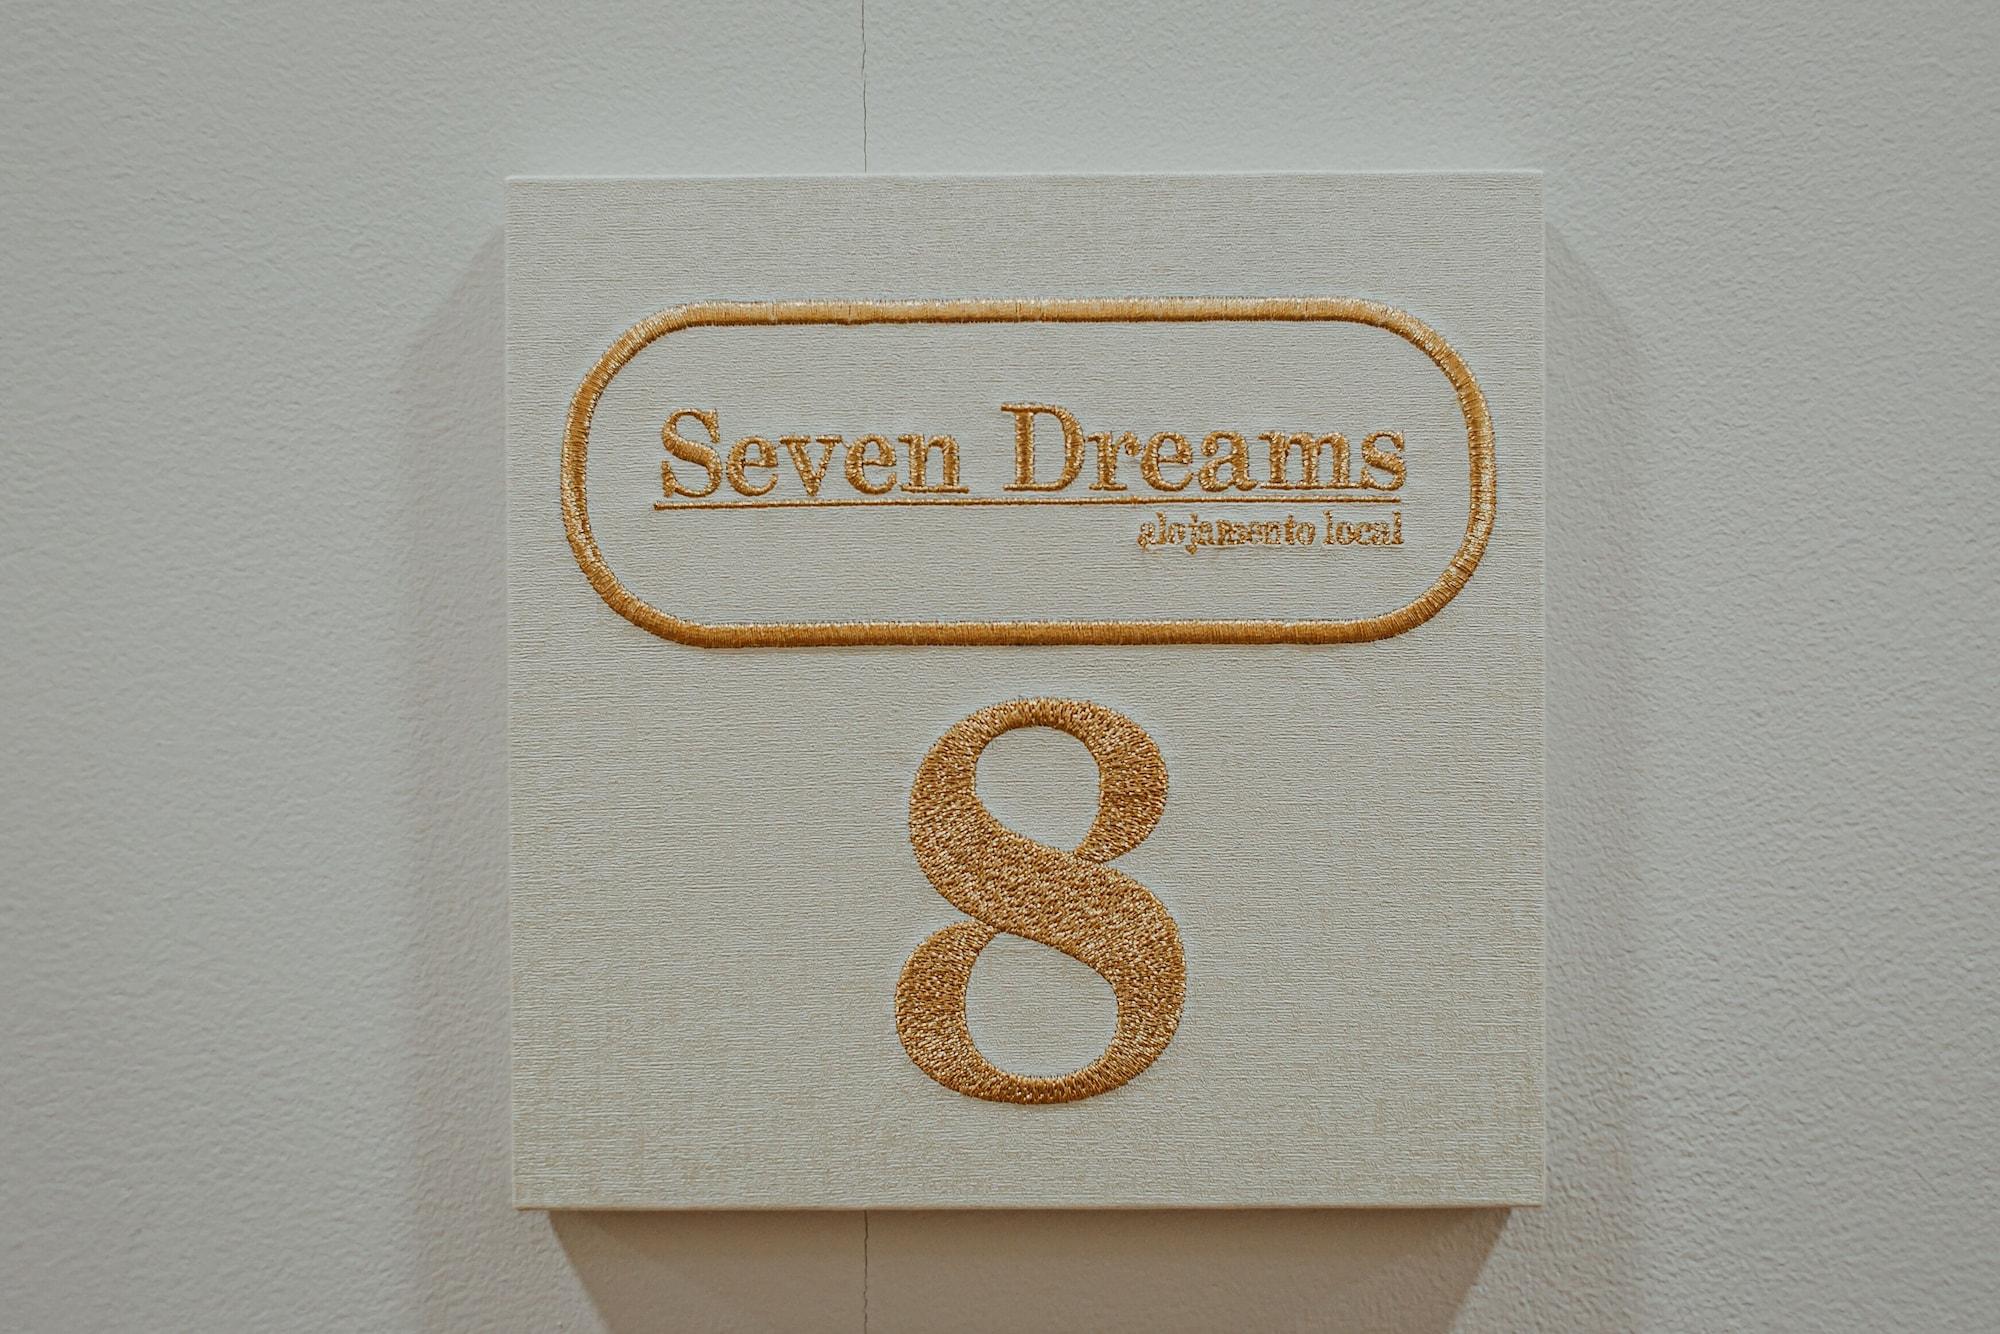 Seven Dreams
alojamento local
8